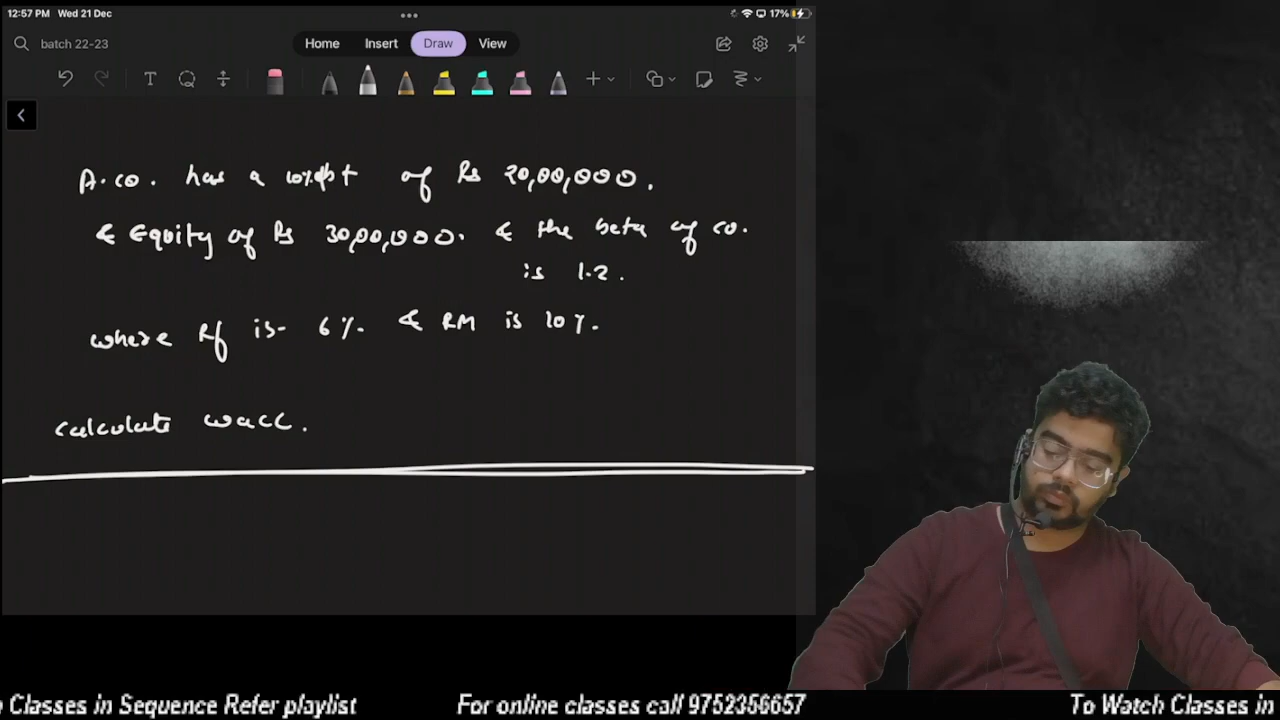 12:57 PM Wed 21 Dec
17%
batch 22-23
Home Insert Draw View
A. co. has a 10% debt of Rs 20,00,000.
& Equity of Rs 30,00,000. & the beta of co.
is 1.2.
where Rf is 6%. & RM is 10%.
calculate wacc.
Classes in Sequence Refer playlist For online classes call 9752356657 To Watch Classes in